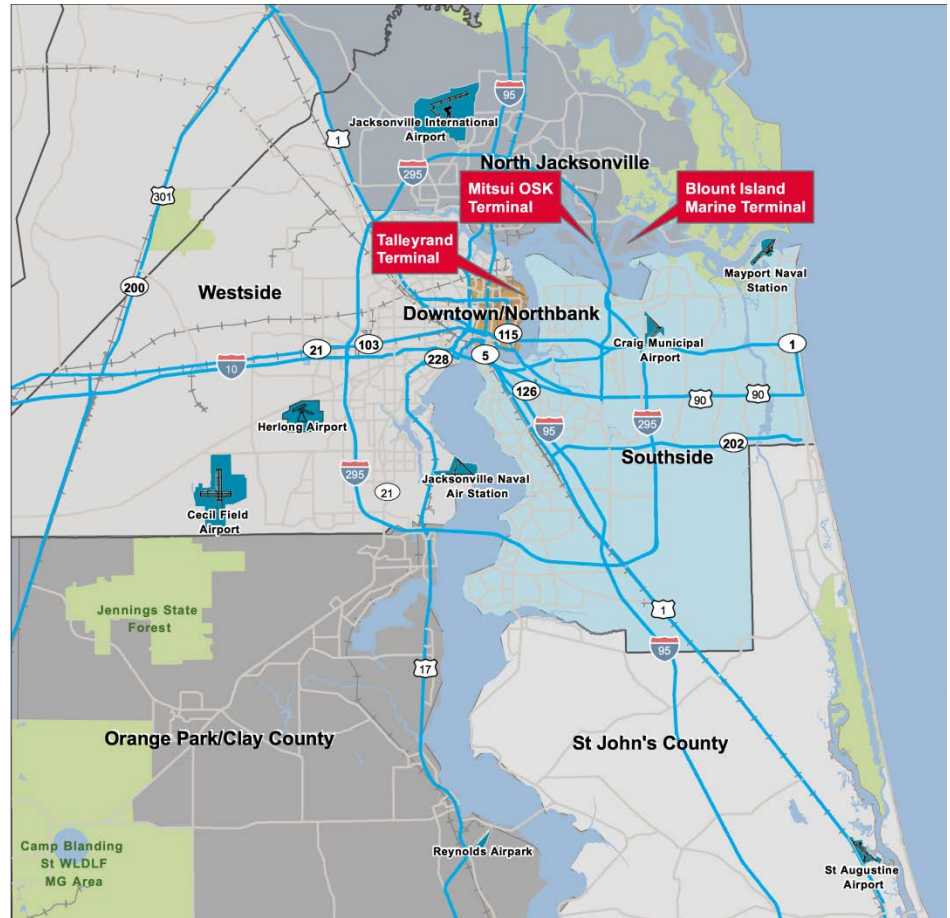 95
Jacksonville International
Airport
1
295
North Jacksonville
301
Mitsui OSK
Terminal
Blount Island
Marine Terminal
Talleyrand
Terminal
Mayport Naval
Station
200
Westside
Downtown/Northbank
115
Craig Municipal
Airport
21
103
228
5
1
10
126
90
90
Herlong Airport
95
295
202
Southside
295
21
Jacksonville Naval
Air Station
Cecil Field
Airport
Jennings State
Forest
1
95
17
Orange Park/Clay County
St John's County
Camp Blanding
St WLDLF
MG Area
Reynolds Airpark
St Augustine
Airport